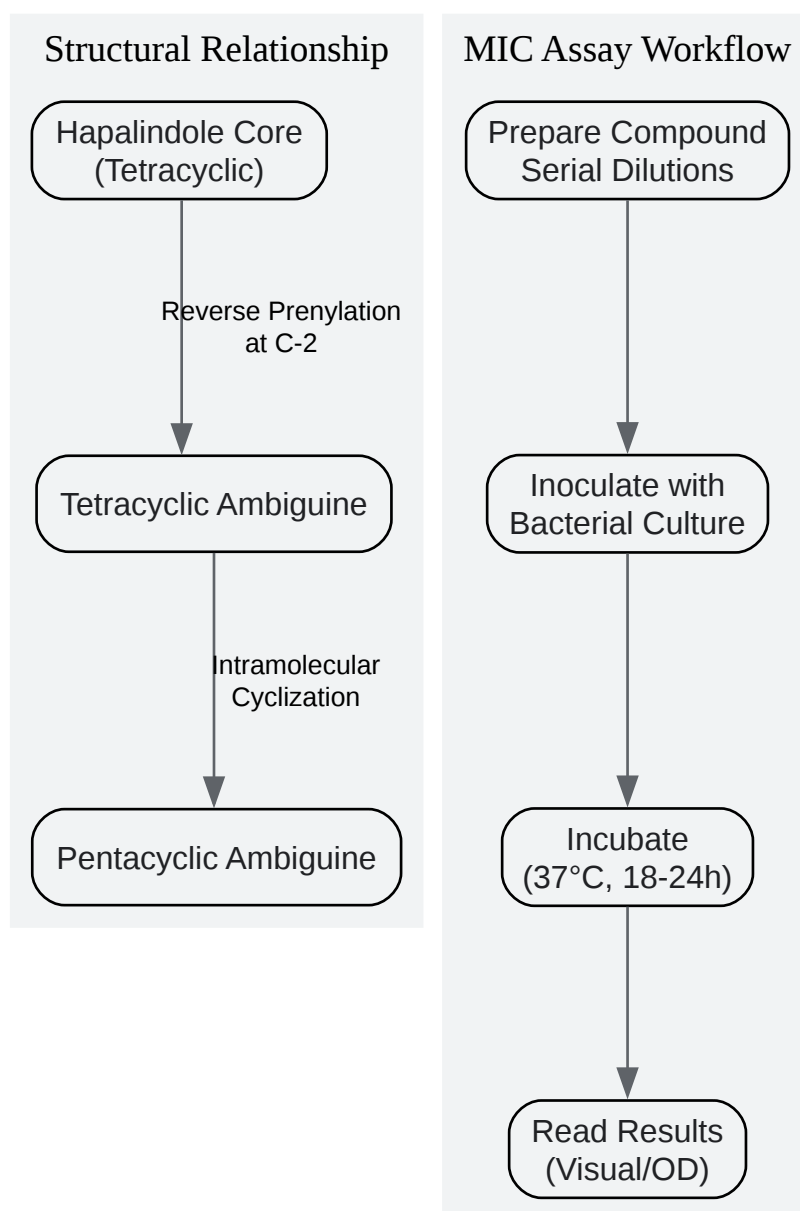 Structural Relationship
Hapalindole Core
(Tetracyclic)
Reverse Prenylation
at C-2
Tetracyclic Ambiguine
Intramolecular
Cyclization
Pentacyclic Ambiguine
MIC Assay Workflow
Prepare Compound
Serial Dilutions
Inoculate with
Bacterial Culture
Incubate
(37°C, 18-24h)
Read Results
(Visual/OD)